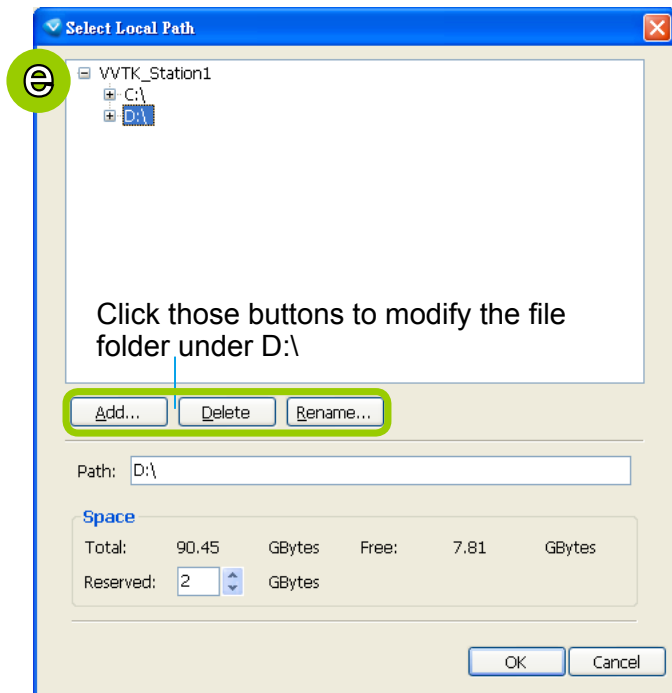 Select Local Path
e
VVTK_Station1
C:\
D:\
Click those buttons to modify the file
folder under D:\
Add... Delete Rename...
Path: D:\
Space
Total: 90.45 GBytes Free: 7.81 GBytes
Reserved: 2 GBytes
OK Cancel